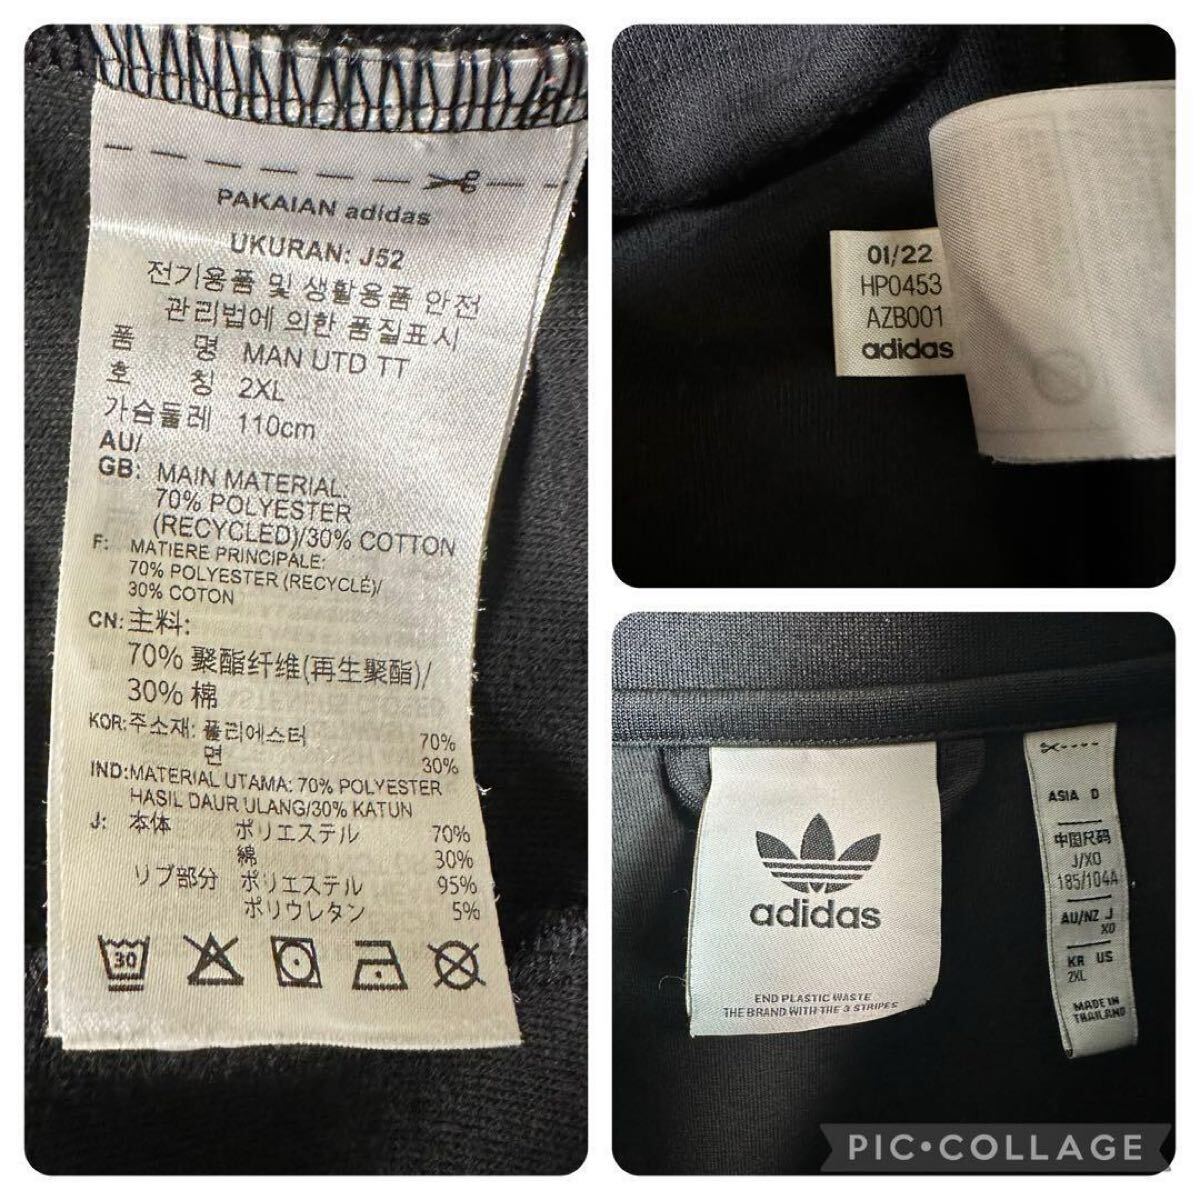 PAKAIAN adidas
UKURAN: J52
전기용품 및 생활용품 안전
관리법에 의한 품질표시
품 명 MAN UTD TT
호 칭 2XL
가슴둘레 110cm
AU/
GB: MAIN MATERIAL:
70% POLYESTER
(RECYCLED)/30% COTTON
F: MATIERE PRINCIPALE:
70% POLYESTER (RECYCLÉ)/
30% COTON
CN: 主料:
70% 聚酯纤维(再生聚酯)/
30% 棉
KOR: 주소재: 폴리에스터 70%
면 30%
IND: MATERIAL UTAMA: 70% POLYESTER
HASIL DAUR ULANG/30% KATUN
J: 本体 ポリエステル 70%
綿 30%
リブ部分 ポリエステル 95%
ポリウレタン 5%
30
01/22
HP0453
AZB001
adidas
adidas
END PLASTIC WASTE
THE BRAND WITH THE 3 STRIPES
ASIA D
中国尺码
J/XO
185/104A
AU/NZ J
XO
KR US
2XL
MADE IN
THAILAND
PIC•COLLAGE